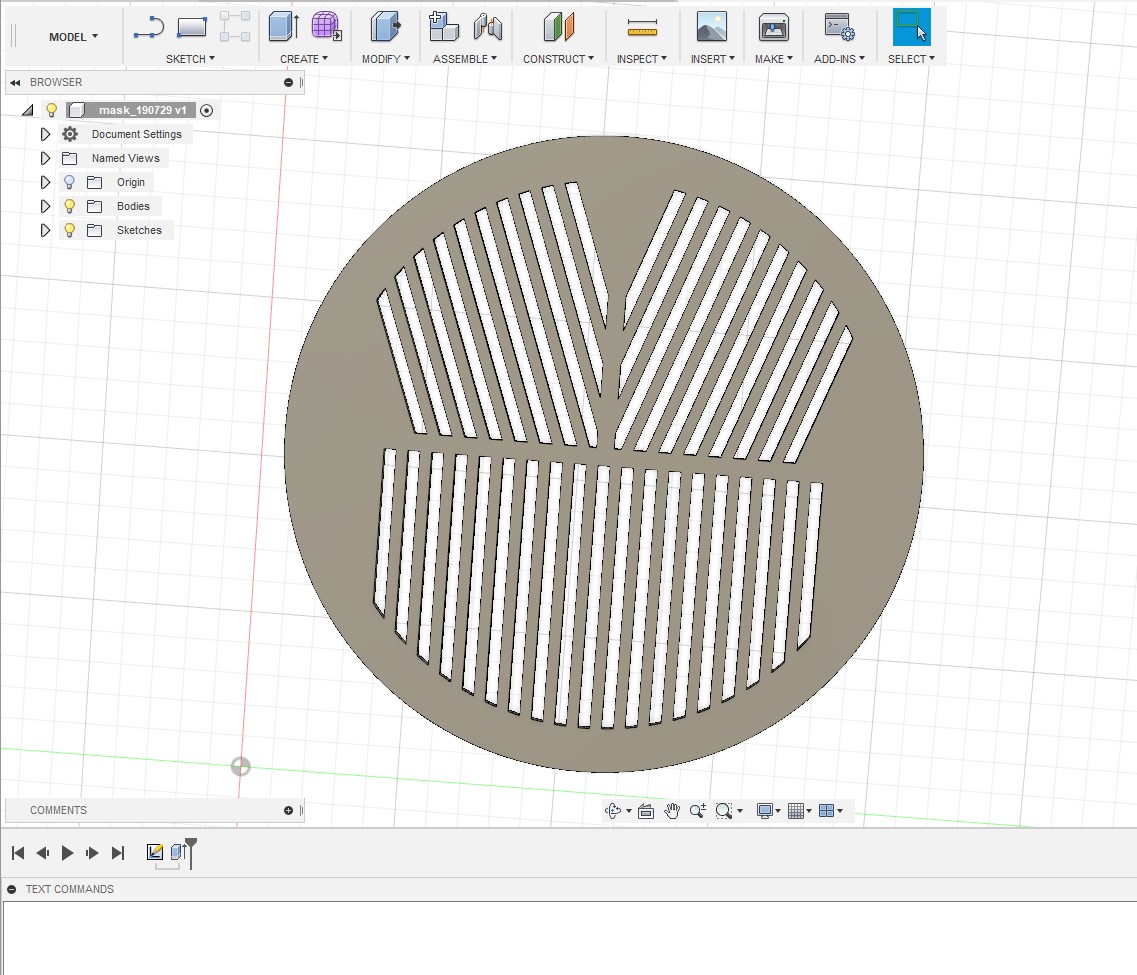 MODEL
SKETCH
CREATE
MODIFY
ASSEMBLE
CONSTRUCT
INSPECT
INSERT
MAKE
ADD-INS
SELECT
BROWSER
mask_190729 v1
Document Settings
Named Views
Origin
Bodies
Sketches
COMMENTS
TEXT COMMANDS